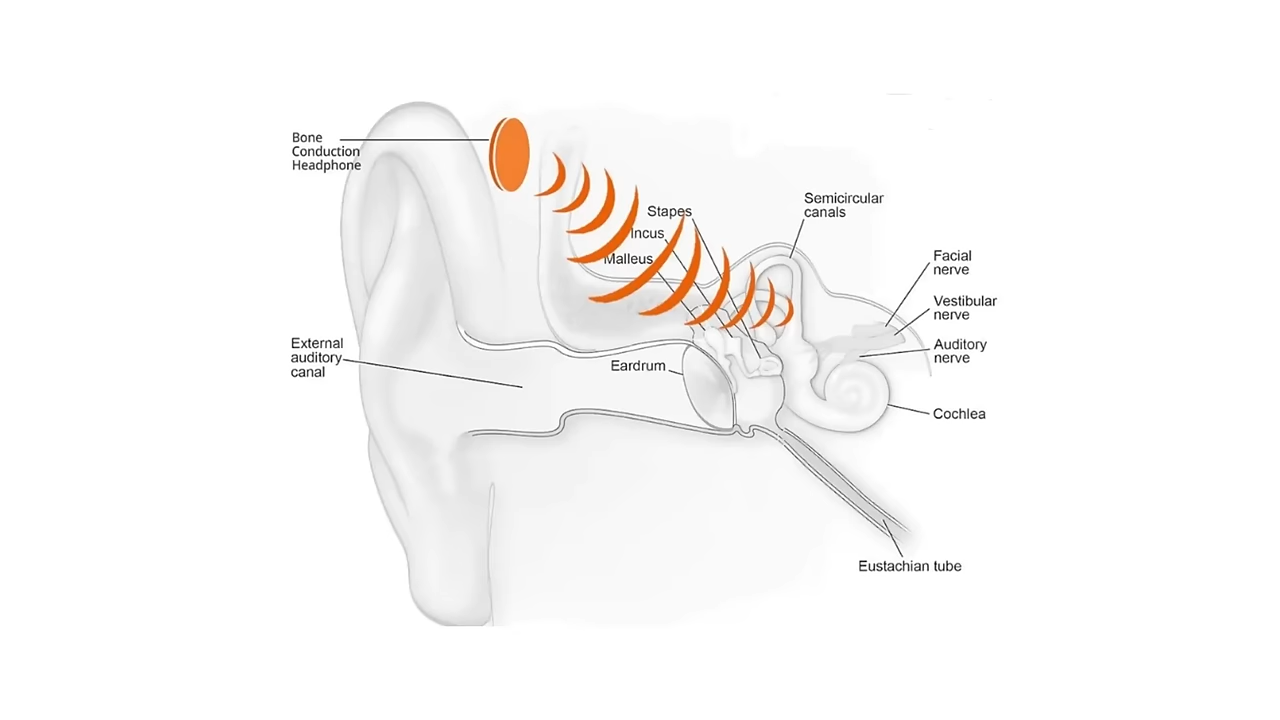 Bone
Conduction
Headphone
Stapes
Incus
Malleus
Semicircular
canals
Facial
nerve
Vestibular
nerve
Auditory
nerve
External
auditory
canal
Eardrum
Cochlea
Eustachian tube